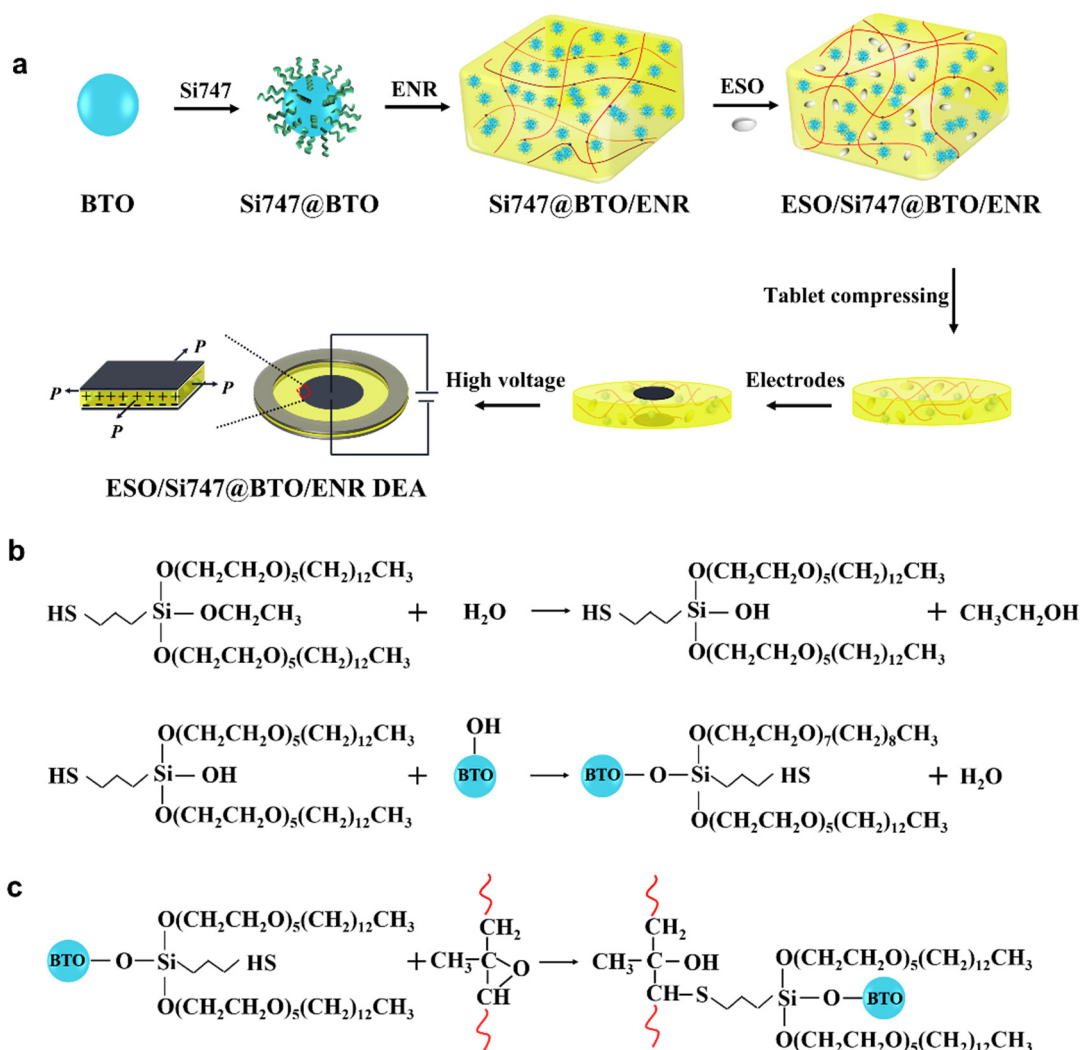 a
Si747
ENR
ESO
BTO
Si747@BTO
Si747@BTO/ENR
ESO/Si747@BTO/ENR
Tablet compressing
P
P
P
P
+ + + + + + + +
High voltage
Electrodes
ESO/Si747@BTO/ENR DEA
b
O(CH₂CH₂O)₅(CH₂)₁₂CH₃
HS Si — OCH₂CH₃ + H₂O → HS Si — OH + CH₃CH₂OH
O(CH₂CH₂O)₅(CH₂)₁₂CH₃
O(CH₂CH₂O)₅(CH₂)₁₂CH₃
O(CH₂CH₂O)₅(CH₂)₁₂CH₃
O(CH₂CH₂O)₅(CH₂)₁₂CH₃
OH
O(CH₂CH₂O)₇(CH₂)₈CH₃
HS Si — OH + BTO → BTO — O — Si HS + H₂O
O(CH₂CH₂O)₅(CH₂)₁₂CH₃
O(CH₂CH₂O)₅(CH₂)₁₂CH₃
c
O(CH₂CH₂O)₅(CH₂)₁₂CH₃
BTO — O — Si HS
O(CH₂CH₂O)₅(CH₂)₁₂CH₃
+
CH₂
CH₃ — C O
CH
→
CH₂
CH₃ — C — OH
CH — S Si — O — BTO
O(CH₂CH₂O)₅(CH₂)₁₂CH₃
O(CH₂CH₂O)₅(CH₂)₁₂CH₃